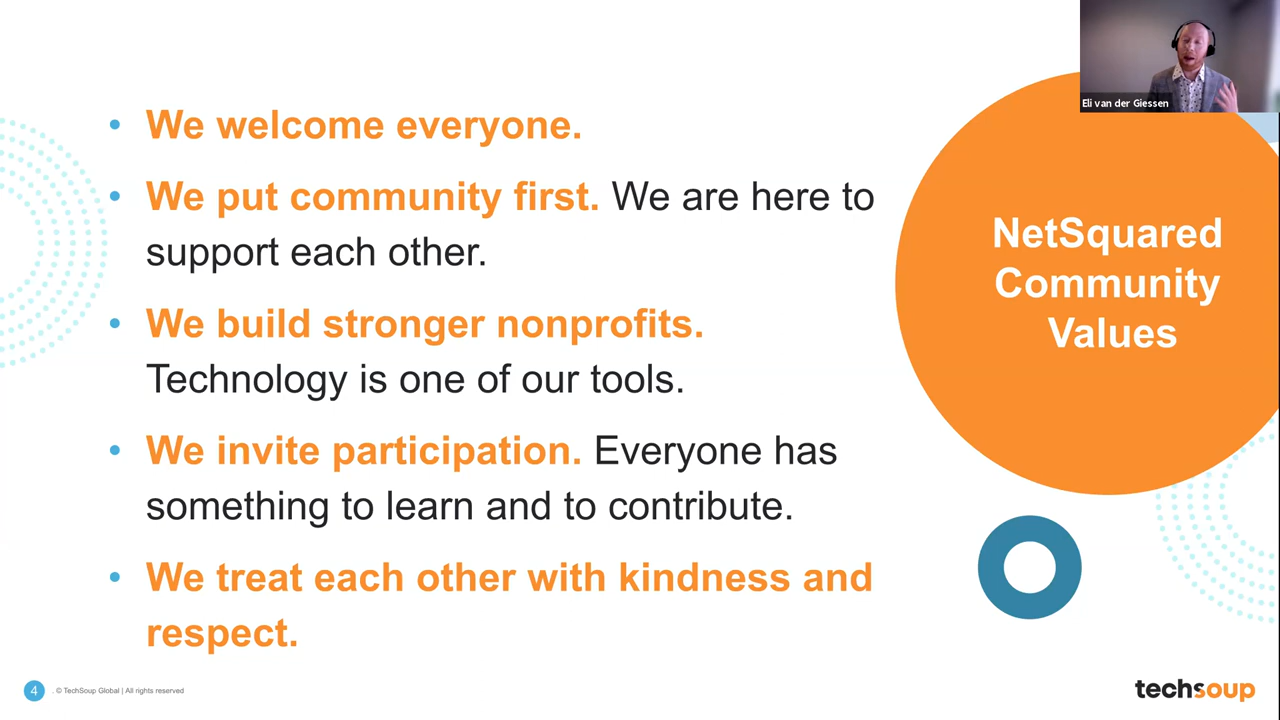 We welcome everyone.
We put community first. We are here to
support each other.
We build stronger nonprofits.
Technology is one of our tools.
We invite participation. Everyone has
something to learn and to contribute.
We treat each other with kindness and
respect.
NetSquared
Community
Values
Eli van der Giessen
4 . © TechSoup Global | All rights reserved
techsoup